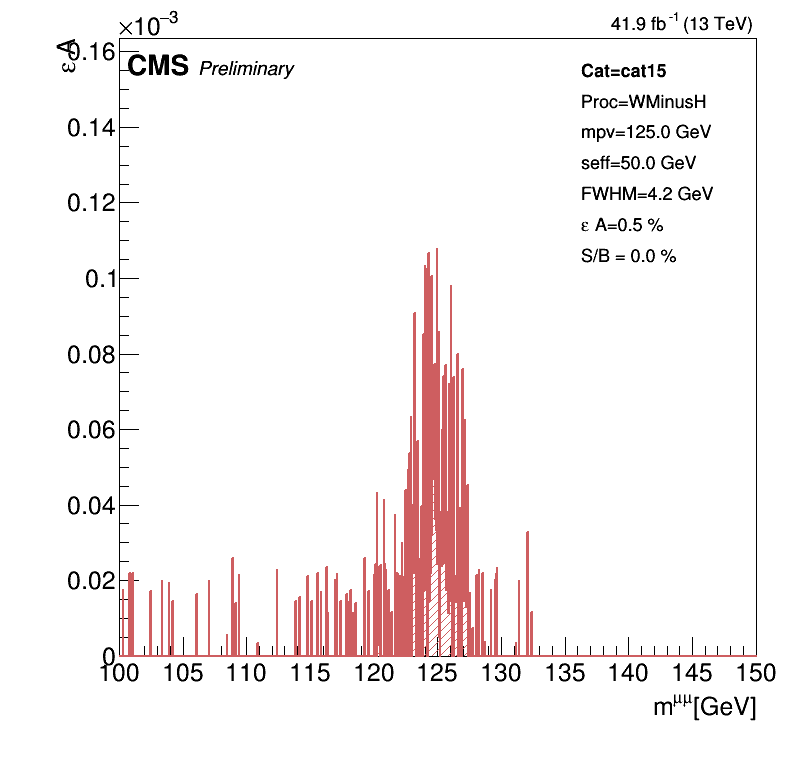 ×10⁻³
41.9 fb⁻¹ (13 TeV)
ε A
CMS Preliminary
Cat=cat15
Proc=WMinusH
mpv=125.0 GeV
seff=50.0 GeV
FWHM=4.2 GeV
ε A=0.5 %
S/B = 0.0 %
0.16
0.14
0.12
0.1
0.08
0.06
0.04
0.02
0
100 105 110 115 120 125 130 135 140 145 150
m^μμ[GeV]